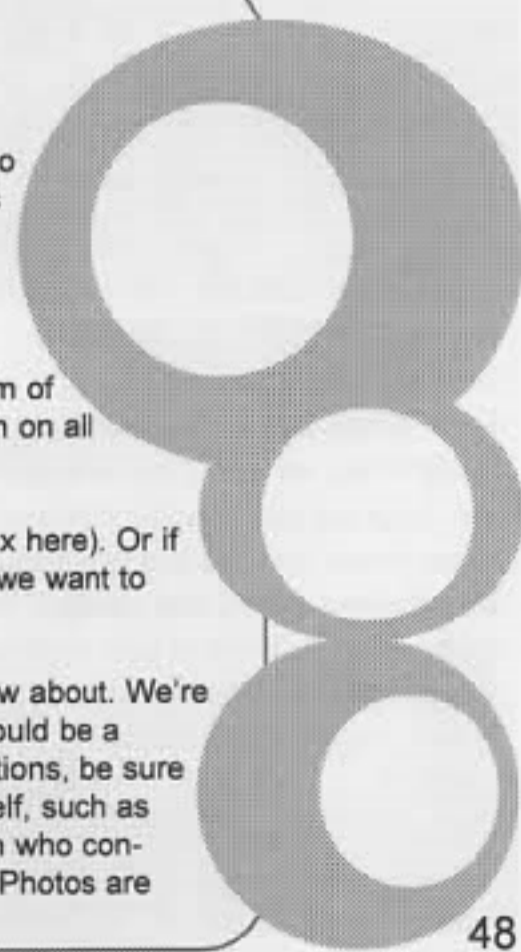 o
m of
n on all
x here). Or if
we want to
w about. We're
ould be a
tions, be sure
elf, such as
n who con-
Photos are
48